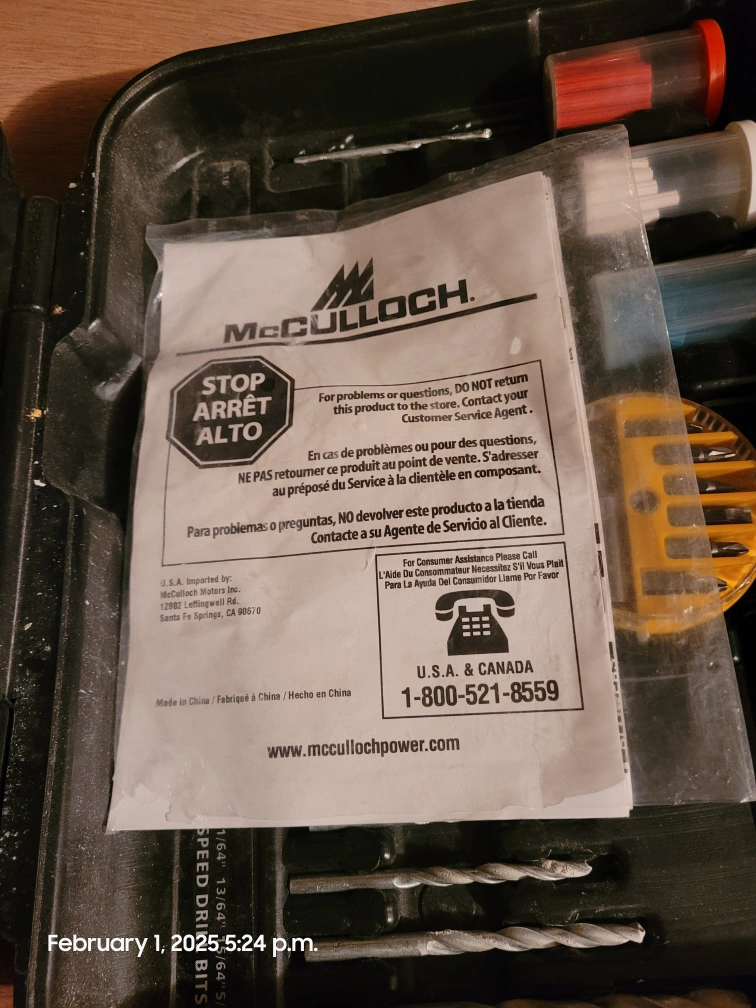 McCULLOCH.
STOP
ARRÊT
ALTO
For problems or questions, DO NOT return
this product to the store. Contact your
Customer Service Agent .
En cas de problèmes ou pour des questions,
NE PAS retourner ce produit au point de vente. S'adresser
au préposé du Service à la clientèle en composant.
Para problemas o preguntas, NO devolver este producto a la tienda
Contacte a su Agente de Servicio al Cliente.
U.S.A. Imported by:
McCulloch Motors Inc.
12802 Leffingwell Rd.
Santa Fe Springs, CA 90670
For Consumer Assistance Please Call
L'Aide Du Consommateur Necessitez S'il Vous Plait
Para La Ayuda Del Consumidor Llame Por Favor
U.S.A. & CANADA
1-800-521-8559
Made in China / Fabriqué à China / Hecho en China
www.mccullochpower.com
1/64" 13/64"
SPEED DRILL BITS
February 1, 2025 5:24 p.m.